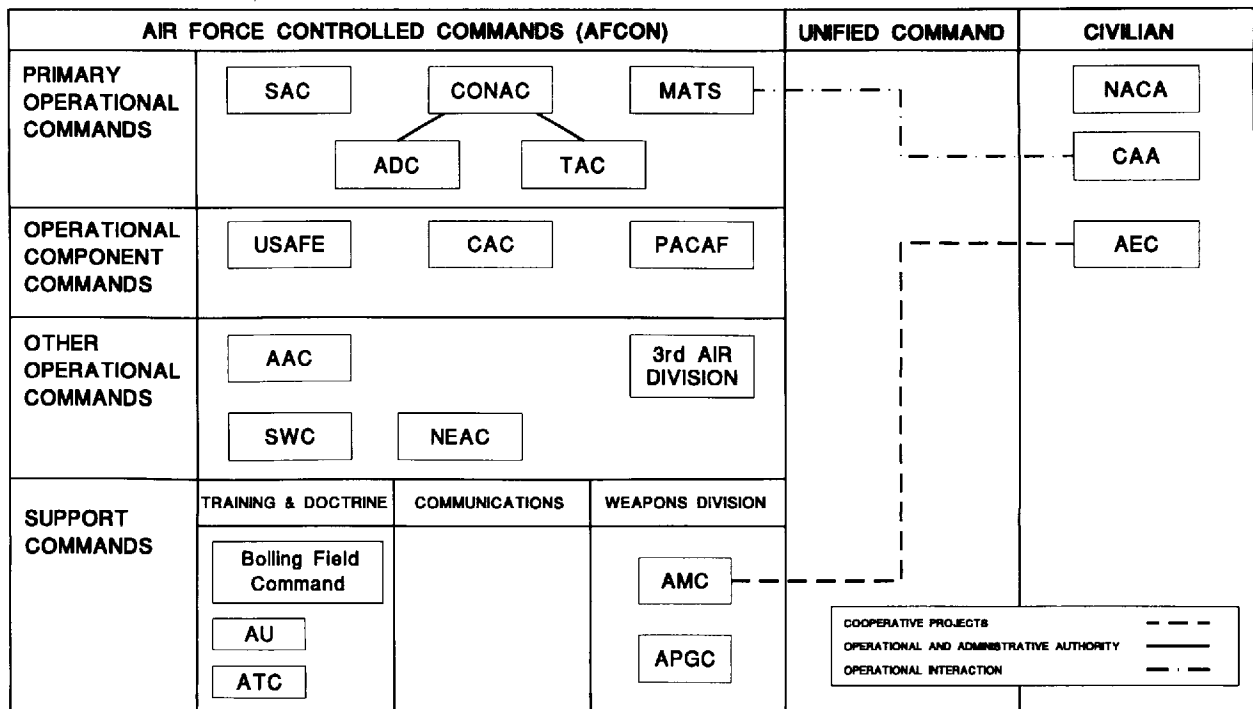 AIR FORCE CONTROLLED COMMANDS (AFCON)
UNIFIED COMMAND
CIVILIAN
PRIMARY
OPERATIONAL
COMMANDS
SAC
CONAC
MATS
NACA
ADC
TAC
CAA
OPERATIONAL
COMPONENT
COMMANDS
USAFE
CAC
PACAF
AEC
OTHER
OPERATIONAL
COMMANDS
AAC
3rd AIR
DIVISION
SWC
NEAC
SUPPORT
COMMANDS
TRAINING & DOCTRINE
COMMUNICATIONS
WEAPONS DIVISION
Bolling Field
Command
AU
ATC
AMC
APGC
COOPERATIVE PROJECTS
OPERATIONAL AND ADMINISTRATIVE AUTHORITY
OPERATIONAL INTERACTION